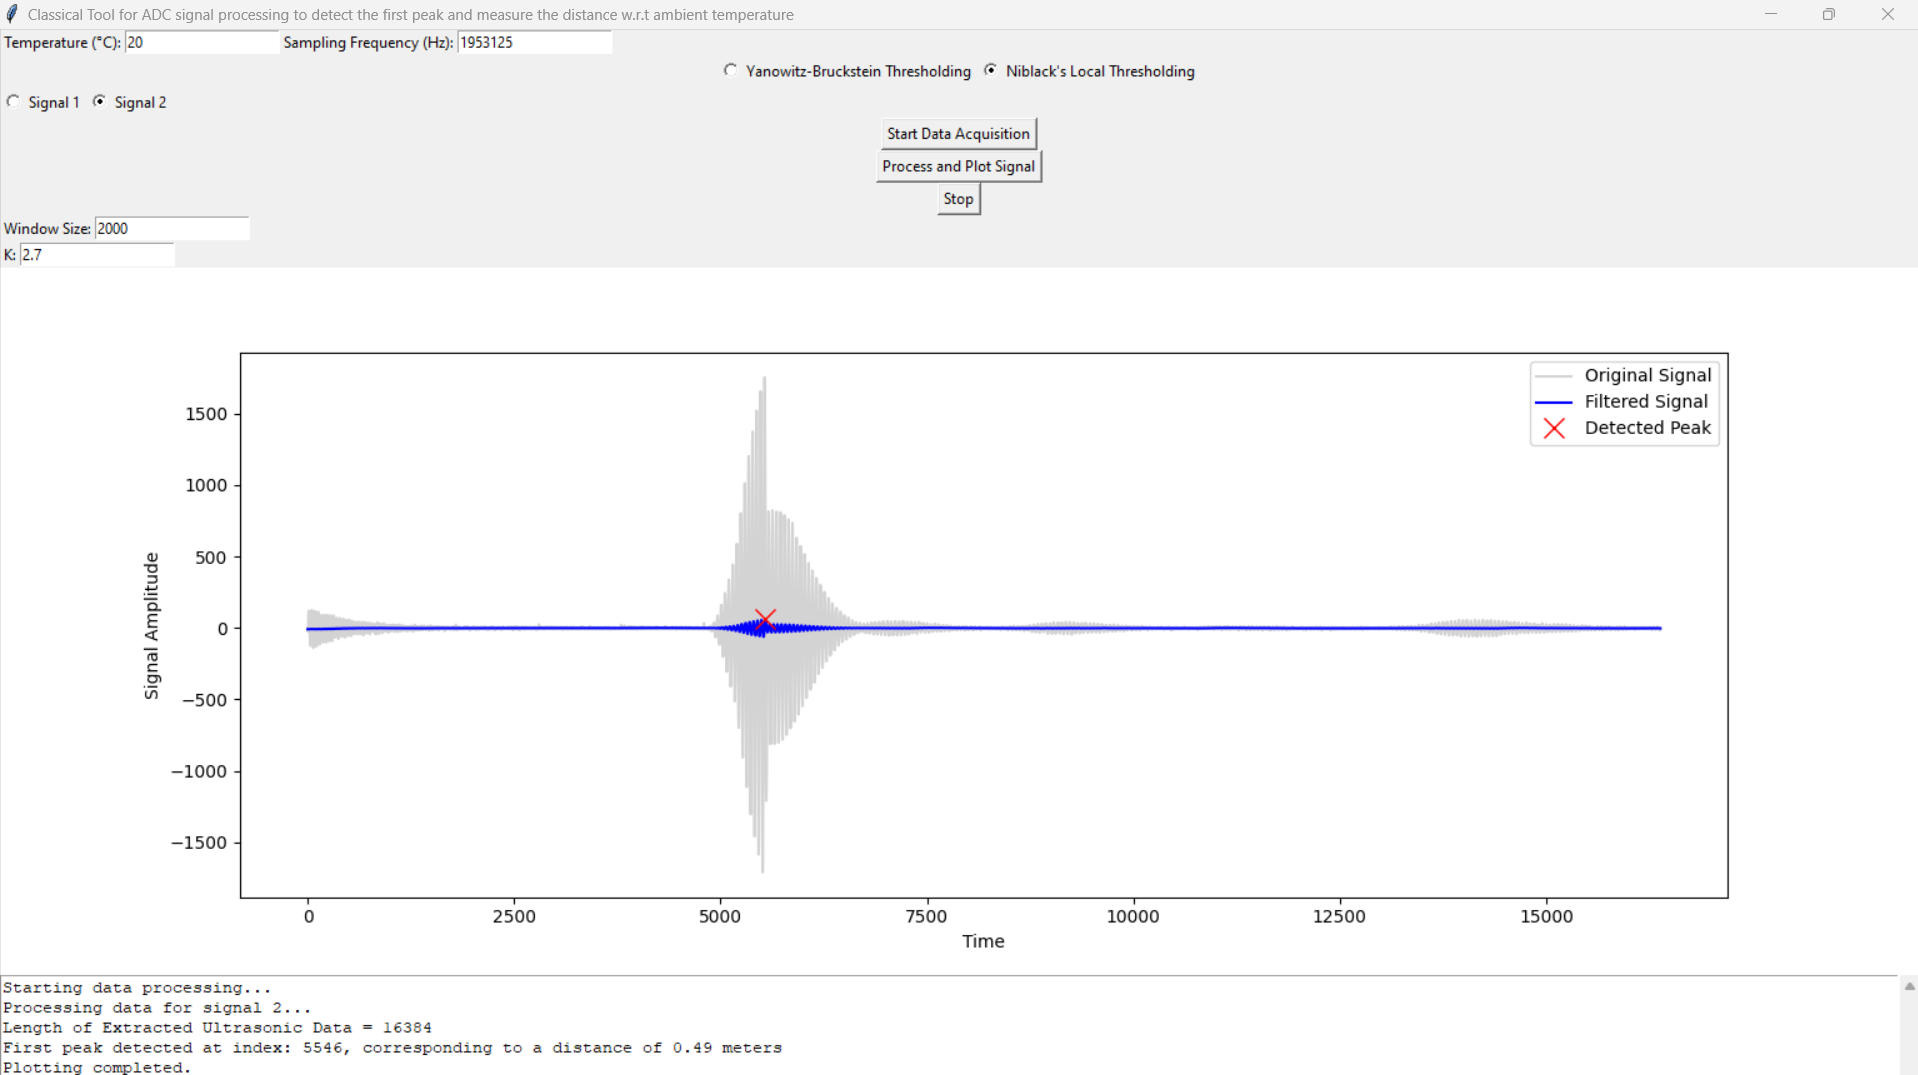 Classical Tool for ADC signal processing to detect the first peak and measure the distance w.r.t ambient temperature
Temperature (°C): 20 Sampling Frequency (Hz): 1953125
Yanowitz-Bruckstein Thresholding Niblack's Local Thresholding
Signal 1 Signal 2
Start Data Acquisition
Process and Plot Signal
Stop
Window Size: 2000
K: 2.7
Original Signal
Filtered Signal
Detected Peak
Signal Amplitude
1500
1000
500
0
−500
−1000
−1500
0 2500 5000 7500 10000 12500 15000
Time
Starting data processing...
Processing data for signal 2...
Length of Extracted Ultrasonic Data = 16384
First peak detected at index: 5546, corresponding to a distance of 0.49 meters
Plotting completed.